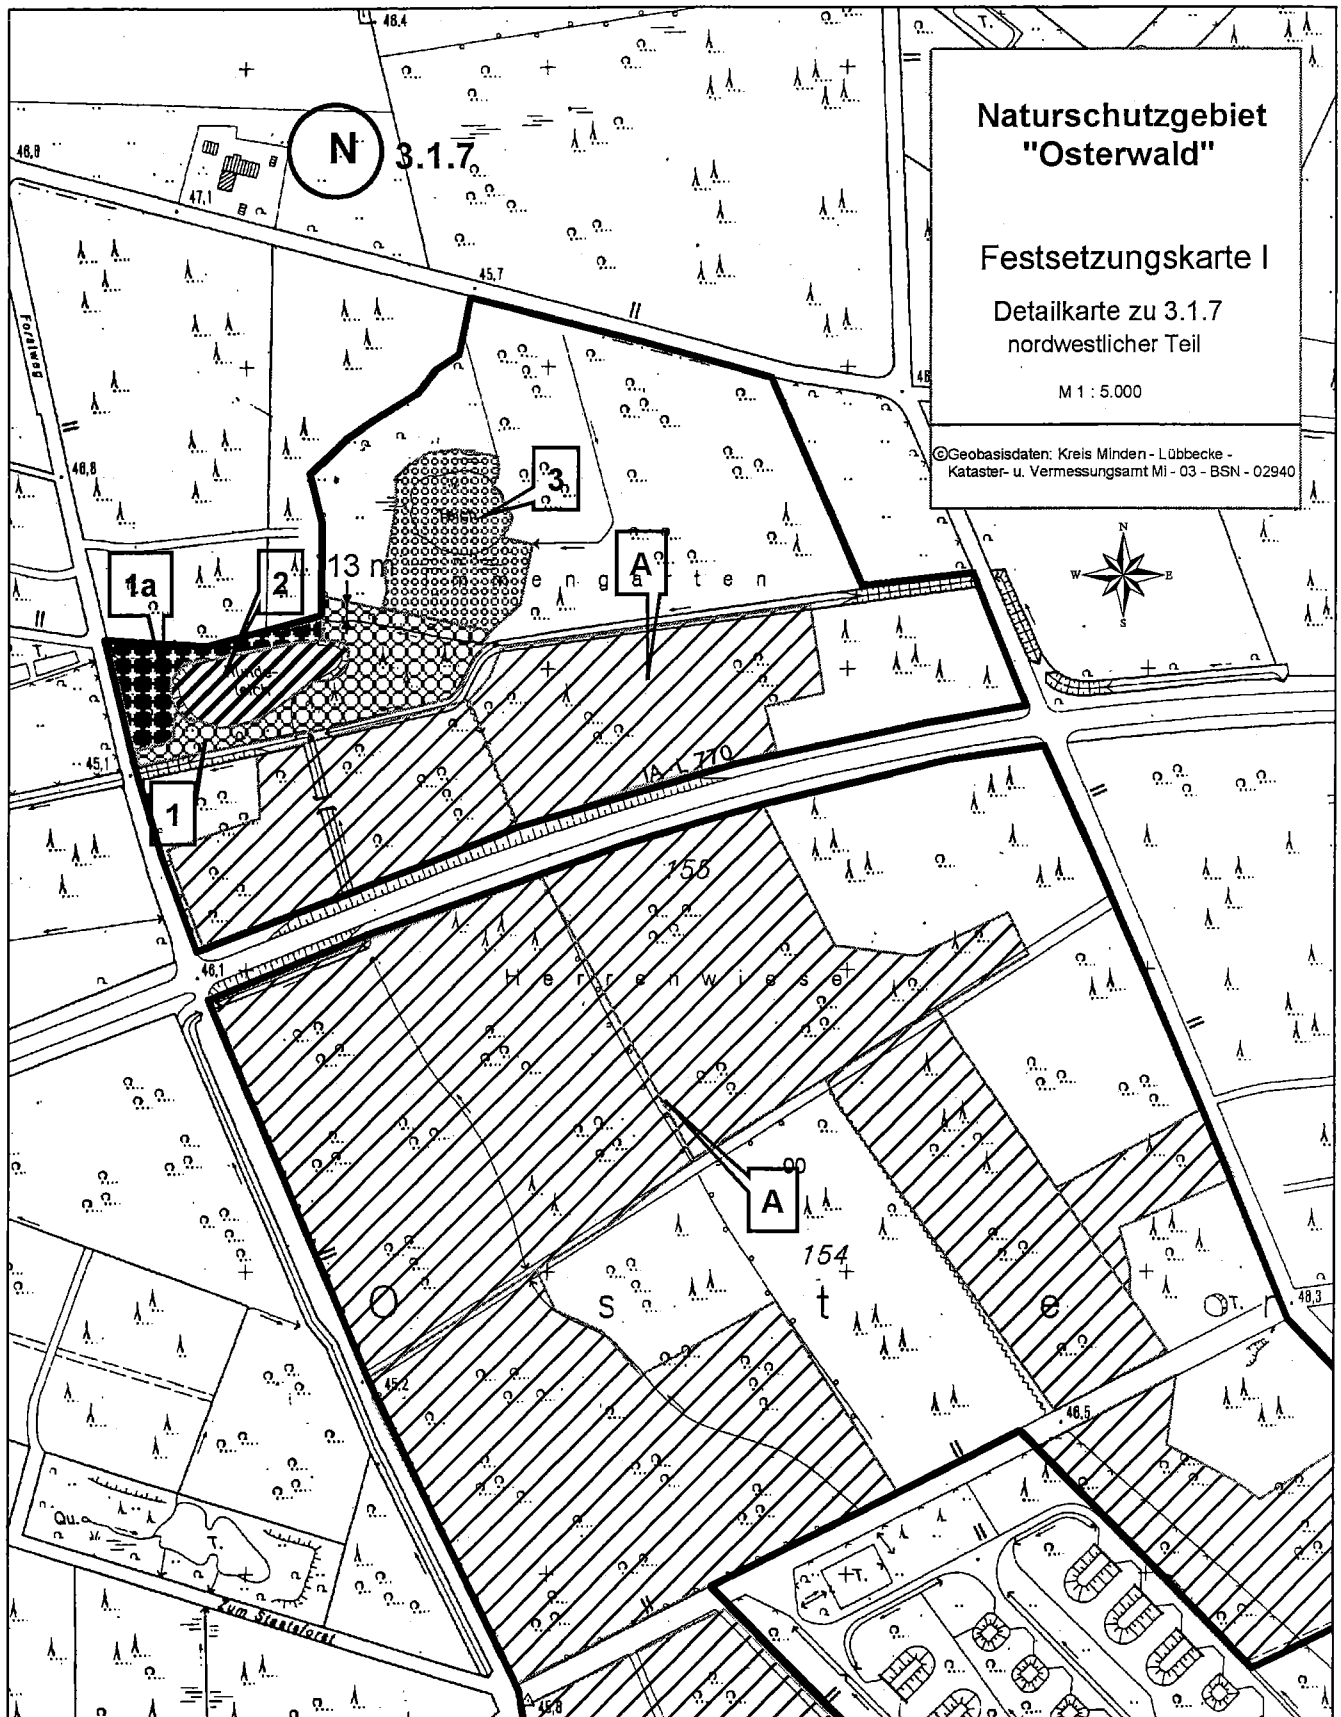 46,4
T.
Naturschutzgebiet
"Osterwald"
Festsetzungskarte I
Detailkarte zu 3.1.7
nordwestlicher Teil
M 1 : 5.000
©Geobasisdaten: Kreis Minden - Lübbecke -
Kataster- u. Vermessungsamt MI - 03 - BSN - 02940
N
3.1.7
46,8
47,1
45,7
Forstweg
46,8
3
A
1a
2
13 m
N
W
E
S
T.
45,1
1
L 770
155
46,1
Herrenwiese
A
154
O s t e r
T.
48,3
45,2
46,5
Qu.
T.
T.
Zum Staatsforst
45,8